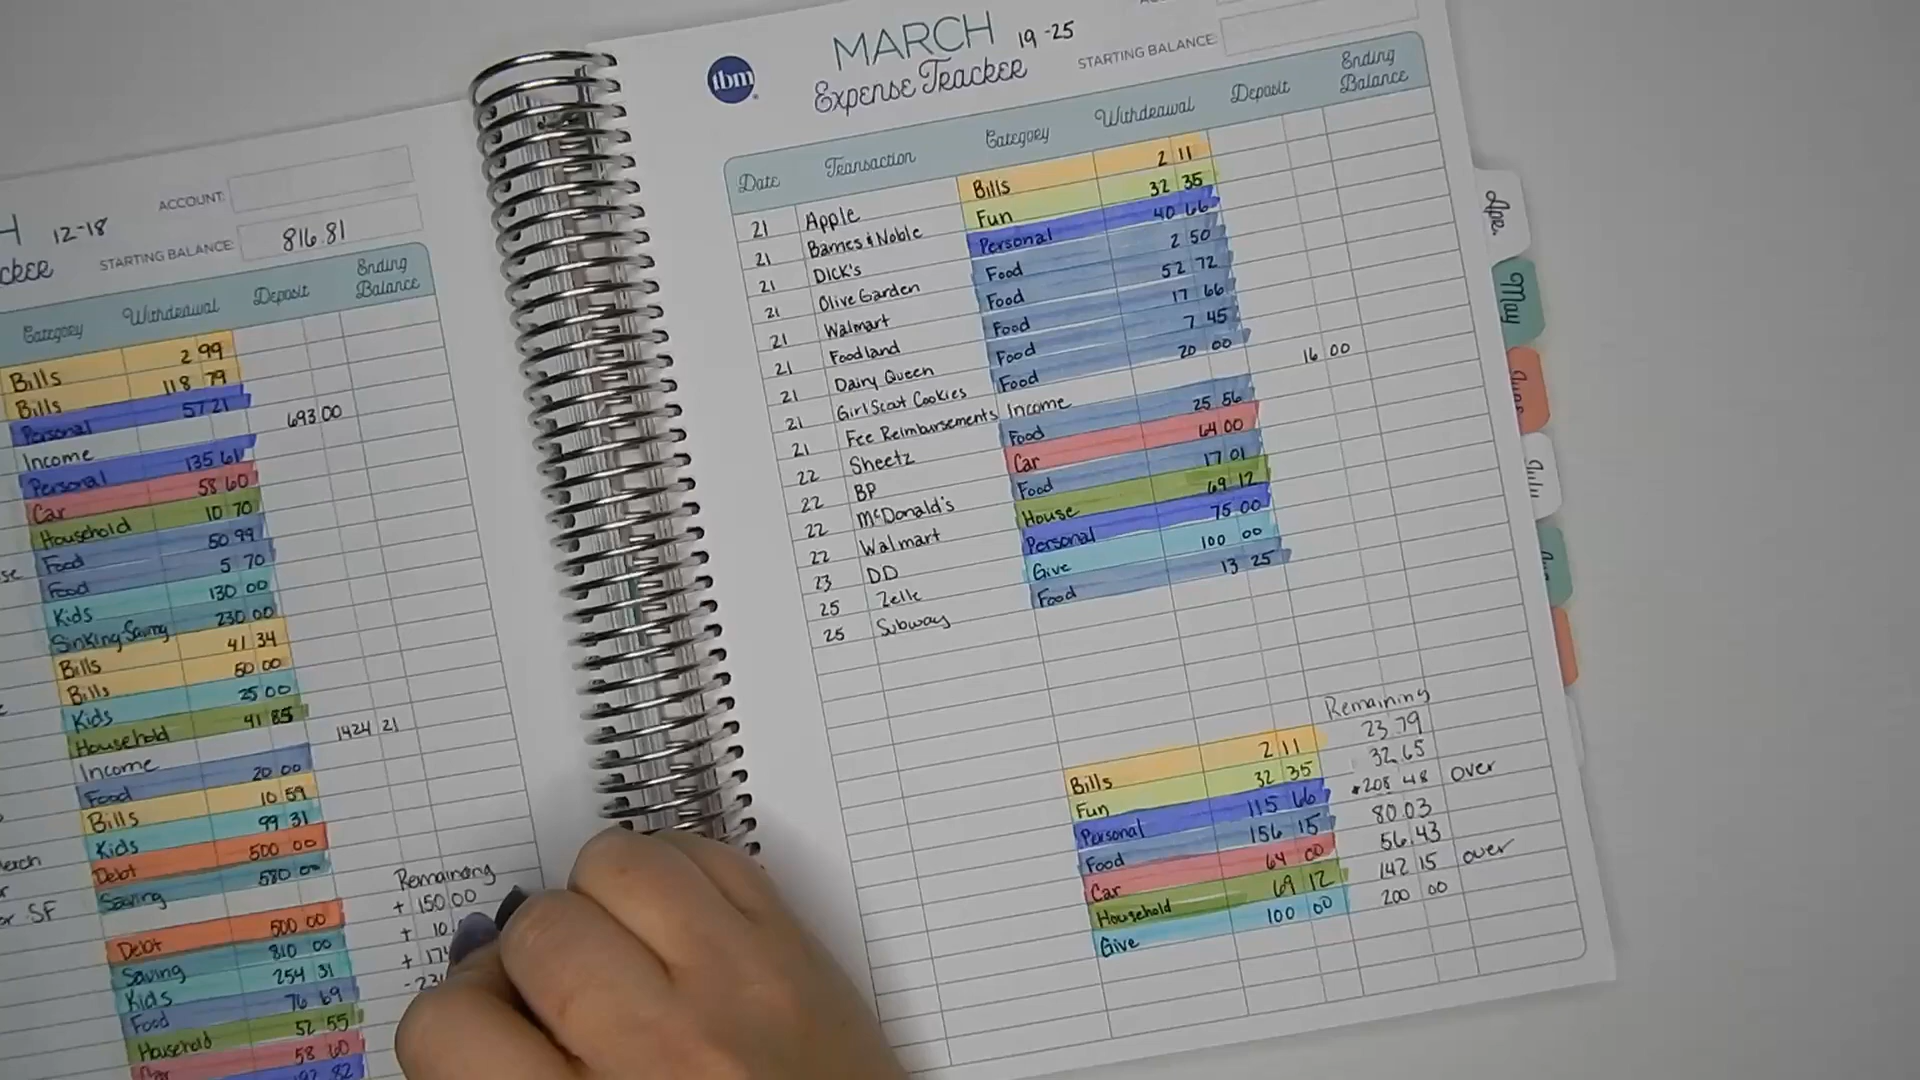 12-18
ACCOUNT:
STARTING BALANCE: 816.81
Category Withdrawal Deposit Ending Balance
Bills 2 99
Bills 118 79
Personal 57 21
Income 693.00
Personal 135 61
Car 58 60
Household 10 70
Food 50 99
Food 5 70
Kids 130 00
Sinking Saving 230 00
Bills 41 34
Bills 50 00
Kids 25 00
Household 41 85
Income 1424 21
Food 20 00
Bills 10 59
Kids 99 31
Debt 500 00
Saving 580 00
SF
Remaining
Debt 500 00 + 150.00
Saving 810 00
Kids 254 31
Food 76 69
Household 52 55
Car 58 60
82
tbm
MARCH 19-25
Expense Tracker
STARTING BALANCE:
Date Transaction Category Withdrawal Deposit Ending Balance
21 Apple Bills 2 11
21 Barnes & Noble Fun 32 35
21 DICK's Personal 40 66
21 Olive Garden Food 2 50
21 Walmart Food 52 72
21 Foodland Food 17 66
21 Dairy Queen Food 7 45
21 Girl Scout Cookies Food 20 00
21 Fee Reimbursements Income 16 00
22 Sheetz Food 25 56
22 BP Car 64 00
22 McDonald's Food 17 01
22 Walmart House 69 12
23 DD Personal 75 00
25 Zelle Give 100 00
25 Subway Food 13 25
Remaining
Bills 2 11 23 79
Fun 32 35 32.65
Personal 115 66 208 48 over
Food 156 15 80.03
Car 64 00 56.43
Household 69 12 142 15 over
Give 100 00 200 00
Apr.
May
June
July